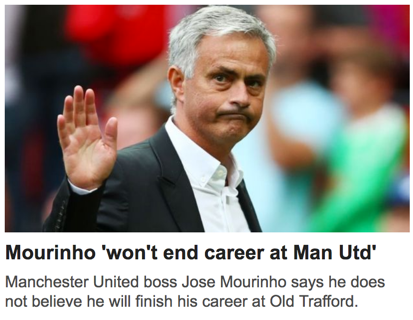 Mourinho 'won't end career at Man Utd'
Manchester United boss Jose Mourinho says he does
not believe he will finish his career at Old Trafford.